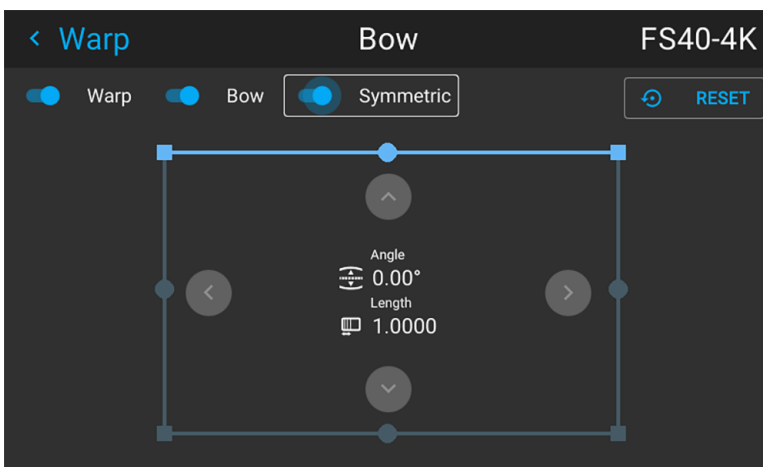 Warp Bow FS40-4K
Warp Bow Symmetric RESET
Angle
0.00°
Length
1.0000